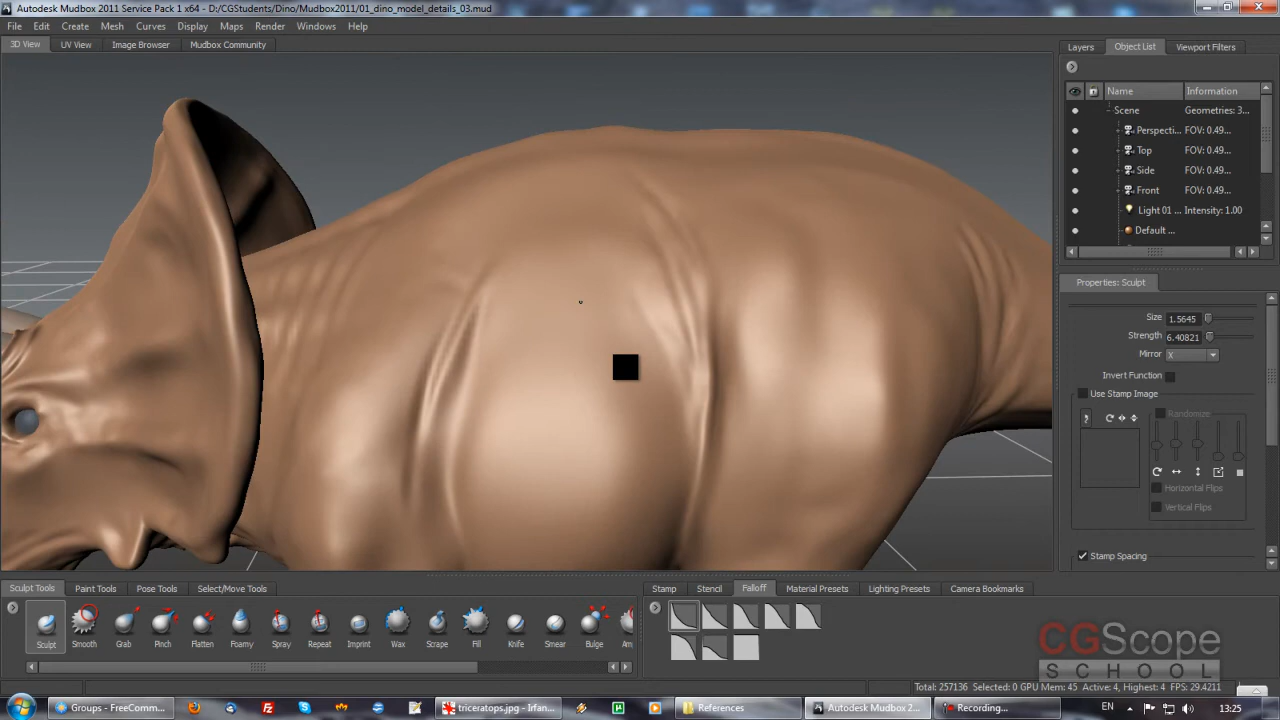 Autodesk Mudbox 2011 Service Pack 1 x64 - D:/CGStudents/Dino/Mudbox2011/01_dino_model_details_03.mud
File Edit Create Mesh Curves Display Maps Render Windows Help
3D View UV View Image Browser Mudbox Community
Layers Object List Viewport Filters
Name Information
Scene Geometries: 3...
Perspecti... FOV: 0.49...
Top FOV: 0.49...
Side FOV: 0.49...
Front FOV: 0.49...
Light 01 ... Intensity: 1.00
Default ...
Properties: Sculpt
Size 1.5645
Strength 6.40821
Mirror X
Invert Function
Use Stamp Image
Randomize
Horizontal Flips
Vertical Flips
Stamp Spacing
Sculpt Tools Paint Tools Pose Tools Select/Move Tools
Stamp Stencil Falloff Material Presets Lighting Presets Camera Bookmarks
Sculpt Smooth Grab Pinch Flatten Foamy Spray Repeat Imprint Wax Scrape Fill Knife Smear Bulge
CGScope
SCHOOL
Total: 257136 Selected: 0 GPU Mem: 45 Active: 4, Highest: 4 FPS: 29.4211
Groups - FreeComm... triceratops.jpg - Irfan... References Autodesk Mudbox 2... Recording... EN 13:25